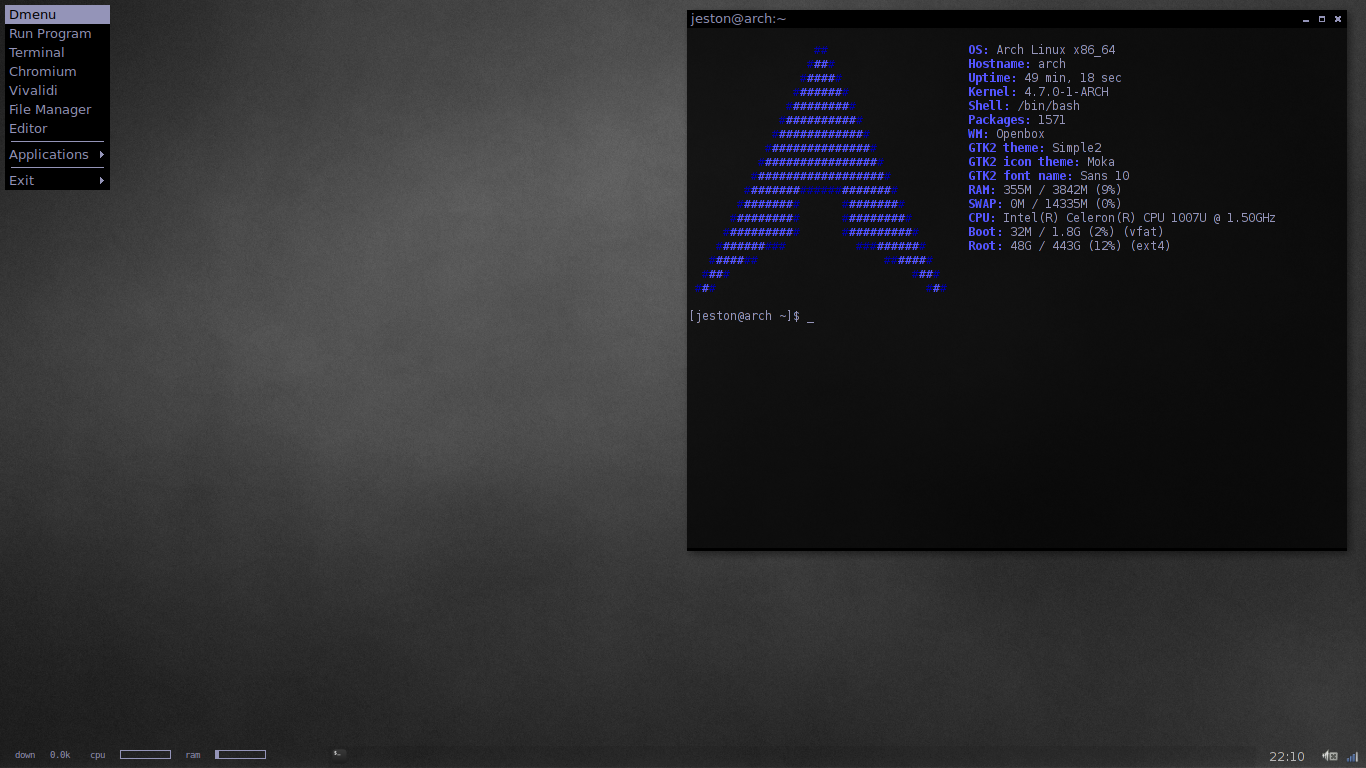 Dmenu
Run Program
Terminal
Chromium
Vivalidi
File Manager
Editor
Applications
Exit
jeston@arch:~
OS: Arch Linux x86_64
Hostname: arch
Uptime: 49 min, 18 sec
Kernel: 4.7.0-1-ARCH
Shell: /bin/bash
Packages: 1571
WM: Openbox
GTK2 theme: Simple2
GTK2 icon theme: Moka
GTK2 font name: Sans 10
RAM: 355M / 3842M (9%)
SWAP: 0M / 14335M (0%)
CPU: Intel(R) Celeron(R) CPU 1007U @ 1.50GHz
Boot: 32M / 1.8G (2%) (vfat)
Root: 48G / 443G (12%) (ext4)
[jeston@arch ~]$ _
down 0.0k cpu ram
22:10